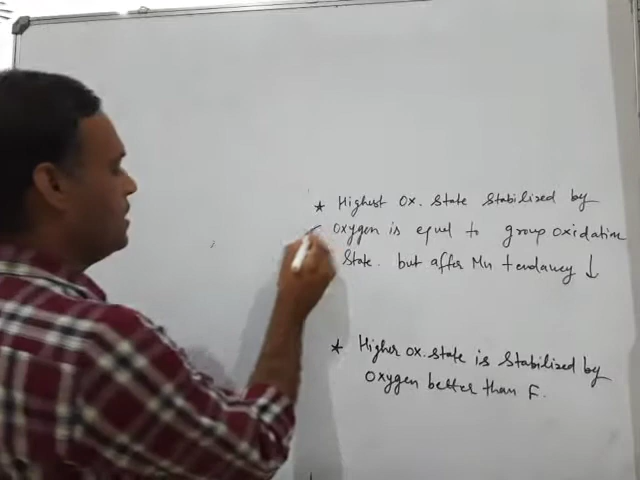 * Highest Ox. State Stabilized by
Oxygen is equal to group oxidation
State. but after Mn tendancy ↓
* Higher ox. state is Stabilized by
Oxygen better than F.